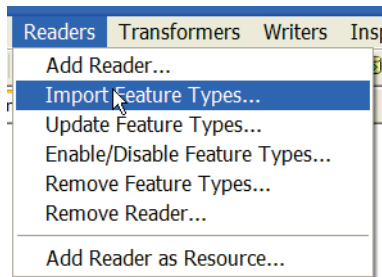 Readers Transformers Writers Insp
Add Reader...
Import Feature Types...
Update Feature Types...
Enable/Disable Feature Types...
Remove Feature Types...
Remove Reader...
Add Reader as Resource...